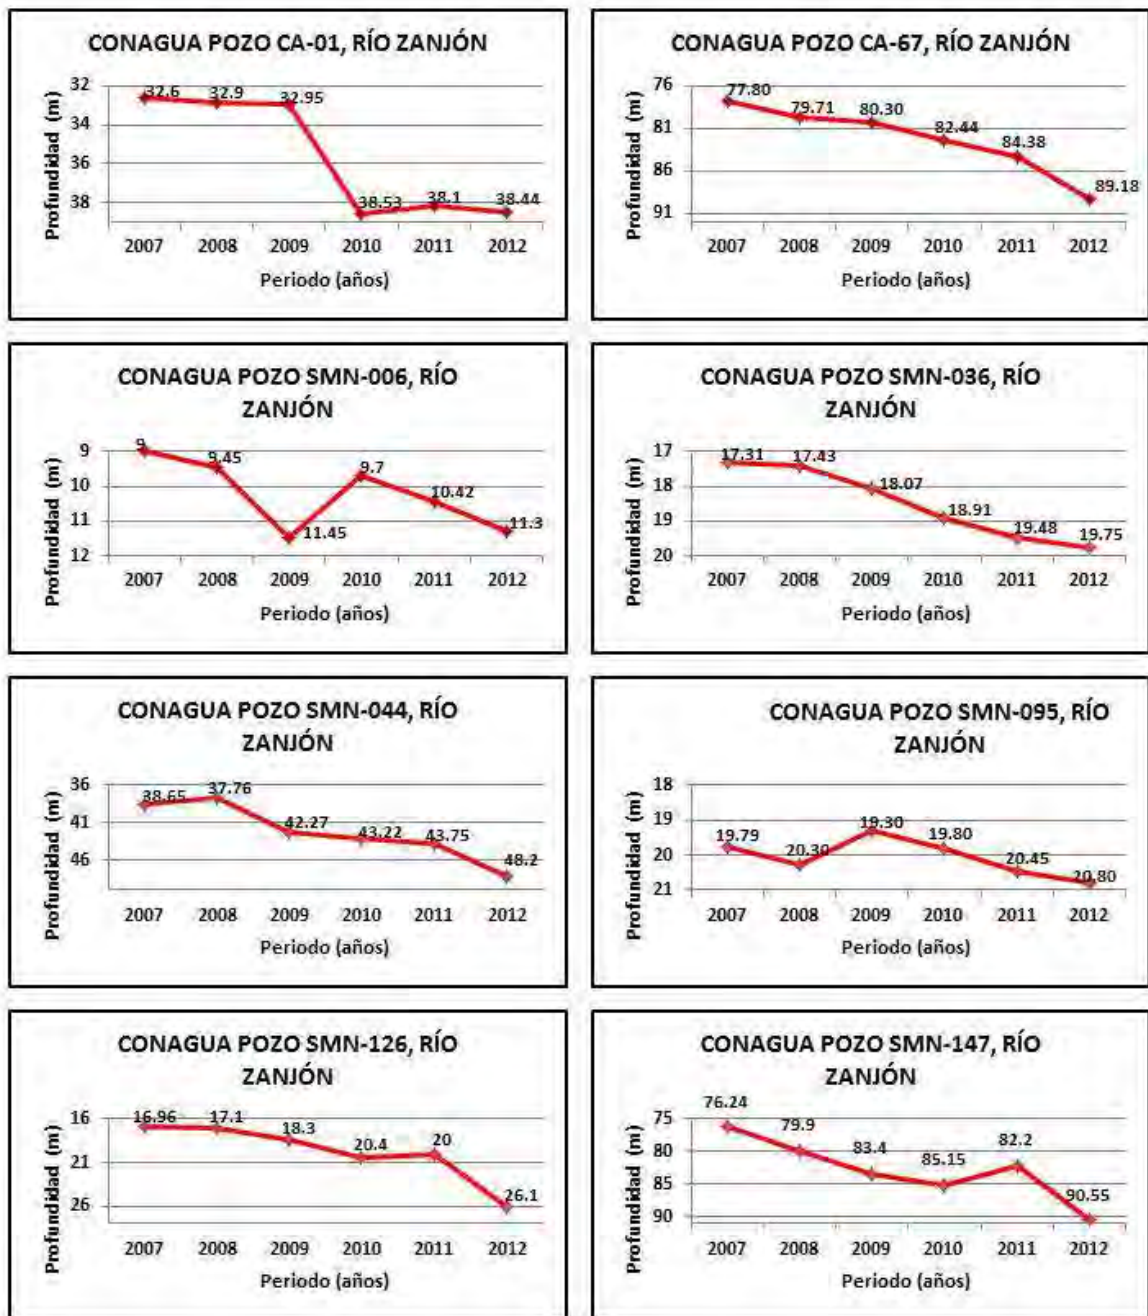 CONAGUA POZO CA-01, RÍO ZANJÓN
Profundidad (m)
32
34
36
38
32.6
32.9
32.95
38.53
38.1
38.44
2007 2008 2009 2010 2011 2012
Periodo (años)
CONAGUA POZO CA-67, RÍO ZANJÓN
Profundidad (m)
76
81
86
91
77.80
79.71
80.30
82.44
84.38
89.18
2007 2008 2009 2010 2011 2012
Periodo (años)
CONAGUA POZO SMN-006, RÍO
ZANJÓN
Profundidad (m)
9
10
11
12
9
9.45
11.45
9.7
10.42
11.3
2007 2008 2009 2010 2011 2012
Periodo (años)
CONAGUA POZO SMN-036, RÍO
ZANJÓN
Profundidad (m)
17
18
19
20
17.31
17.43
18.07
18.91
19.48
19.75
2007 2008 2009 2010 2011 2012
Periodo (años)
CONAGUA POZO SMN-044, RÍO
ZANJÓN
Profundidad (m)
36
41
46
38.65
37.76
42.27
43.22
43.75
48.2
2007 2008 2009 2010 2011 2012
Periodo (años)
CONAGUA POZO SMN-095, RÍO
ZANJÓN
Profundidad (m)
18
19
20
21
19.79
20.30
19.30
19.80
20.45
20.80
2007 2008 2009 2010 2011 2012
Periodo (años)
CONAGUA POZO SMN-126, RÍO
ZANJÓN
Profundidad (m)
16
21
26
16.96
17.1
18.3
20.4
20
26.1
2007 2008 2009 2010 2011 2012
Periodo (años)
CONAGUA POZO SMN-147, RÍO
ZANJÓN
Profundidad (m)
75
80
85
90
76.24
79.9
83.4
85.15
82.2
90.55
2007 2008 2009 2010 2011 2012
Periodo (años)